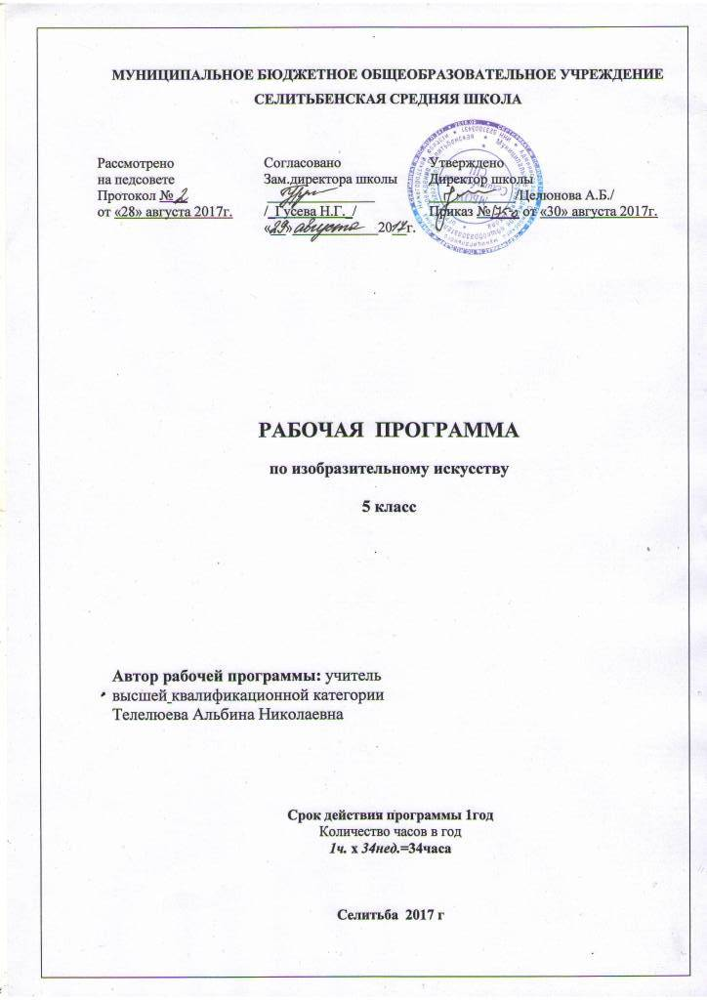 МУНИЦИПАЛЬНОЕ БЮДЖЕТНОЕ ОБЩЕОБРАЗОВАТЕЛЬНОЕ УЧРЕЖДЕНИЕ
СЕЛИТЬБЕНСКАЯ СРЕДНЯЯ ШКОЛА
Рассмотрено
на педсовете
Протокол № 2
от «28» августа 2017г.
Согласовано
Зам.директора школы
/_Гусева Н.Г._/
«29» августа 2017г.
Утверждено
Директор школы
/Целюнова А.Б./
Приказ № от «30» августа 2017г.
РАБОЧАЯ ПРОГРАММА
по изобразительному искусству
5 класс
Автор рабочей программы: учитель
высшей квалификационной категории
Телелюева Альбина Николаевна
Срок действия программы 1год
Количество часов в год
1ч. х 34нед.=34часа
Селитьба 2017 г